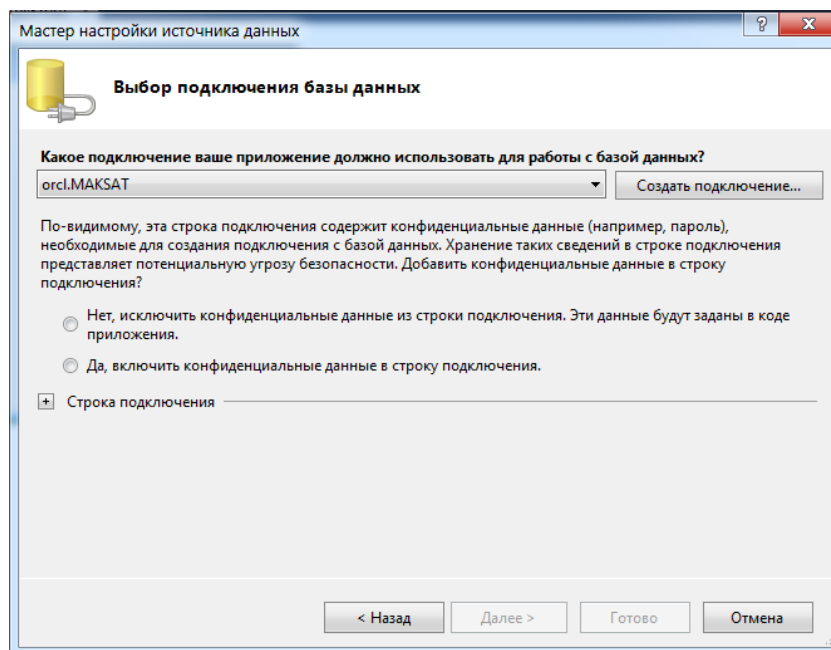 Мастер настройки источника данных
Выбор подключения базы данных
Какое подключение ваше приложение должно использовать для работы с базой данных?
orcl.MAKSAT
Создать подключение...
По-видимому, эта строка подключения содержит конфиденциальные данные (например, пароль),
необходимые для создания подключения с базой данных. Хранение таких сведений в строке подключения
представляет потенциальную угрозу безопасности. Добавить конфиденциальные данные в строку
подключения?
Нет, исключить конфиденциальные данные из строки подключения. Эти данные будут заданы в коде
приложения.
Да, включить конфиденциальные данные в строку подключения.
Строка подключения
< Назад
Далее >
Готово
Отмена